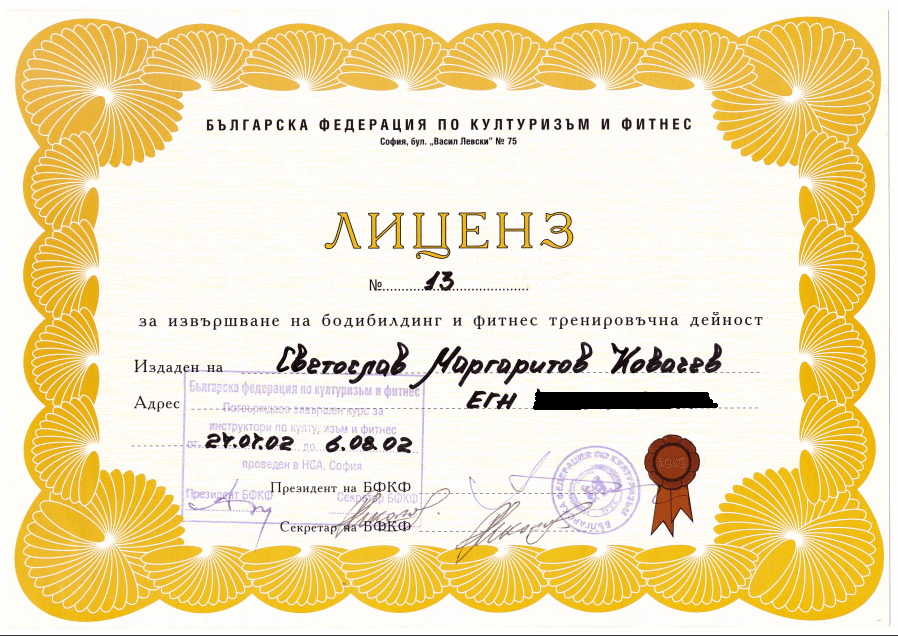 БЪЛГАРСКА ФЕДЕРАЦИЯ ПО КУЛТУРИЗЪМ И ФИТНЕС
София, бул. „Васил Левски" № 75
ЛИЦЕНЗ
№ 13
за извършване на бодибилдинг и фитнес тренировъчна дейност
Издаден на Светослав Маргаритов Ковачев
Българска федерация по културизъм и фитнес
Адрес ЕГН
Потвърждава завършен курс за
инструктори по културизъм и фитнес
от 27.07.02 до 6.08.02
проведен в НСА, София
Президент на БФКФ
Президент БФКФ Секретар БФКФ
Секретар на БФКФ
БЪЛГАРСКА ФЕДЕРАЦИЯ ПО КУЛТУРИЗЪМ